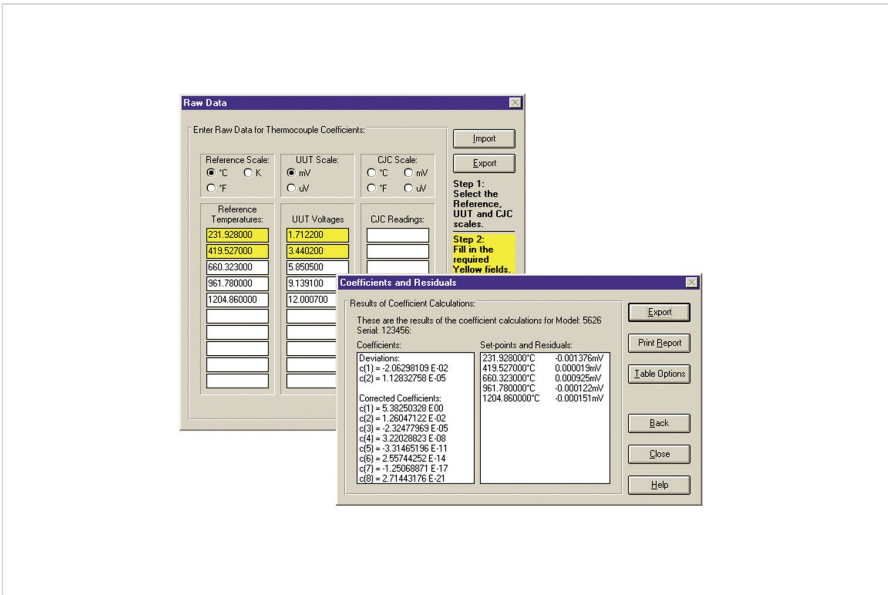 Raw Data
Enter Raw Data for Thermocouple Coefficients:
Reference Scale:
°C K
°F
UUT Scale:
mV
uV
CJC Scale:
°C mV
°F uV
Import
Export
Step 1:
Select the
Reference,
UUT and CJC
scales.
Step 2:
Fill in the
required
Yellow fields.
Reference
Temperatures:
231.928000
419.527000
660.323000
961.780000
1204.860000
UUT Voltages
1.712200
3.440200
5.850500
9.139100
12.000700
CJC Readings:
Coefficients and Residuals
Results of Coefficient Calculations:
These are the results of the coefficient calculations for Model: 5626
Serial: 123456:
Coefficients:
Deviations:
c(1) = -2.06298109 E-02
c(2) = 1.12832758 E-05
Corrected Coefficients:
c(1) = 5.38250328 E00
c(2) = 1.26047122 E-02
c(3) = -2.32477969 E-05
c(4) = 3.22028823 E-08
c(5) = -3.31465196 E-11
c(6) = 2.55744252 E-14
c(7) = -1.25068871 E-17
c(8) = 2.71443176 E-21
Set-points and Residuals:
231.928000°C -0.001376mV
419.527000°C 0.000019mV
660.323000°C 0.000925mV
961.780000°C -0.000122mV
1204.860000°C -0.000151mV
Export
Print Report
Table Options
Back
Close
Help